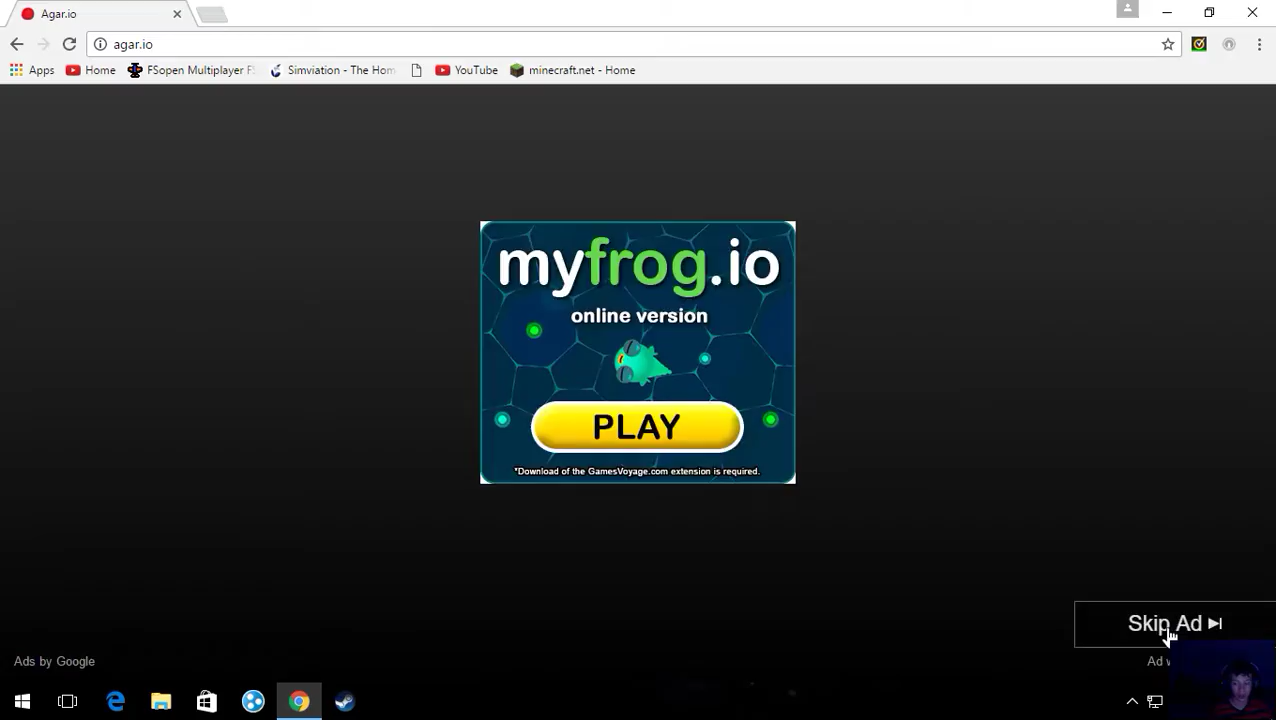 Agar.io
agar.io
Apps
Home
FSopen Multiplayer
Simviation - The Hom
YouTube
minecraft.net - Home
myfrog.io
online version
PLAY
*Download of the GamesVoyage.com extension is required.
Skip Ad
Ads by Google
Ad